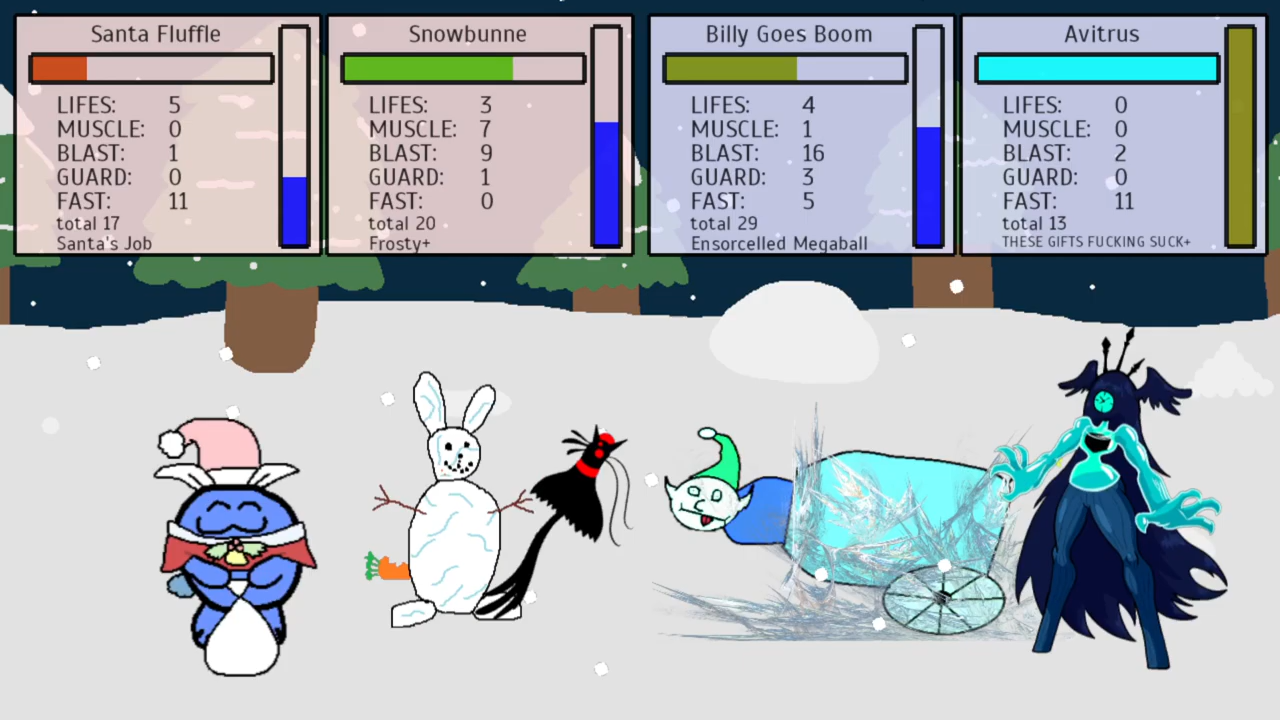 Santa Fluffle
LIFES: 5
MUSCLE: 0
BLAST: 1
GUARD: 0
FAST: 11
total 17
Santa's Job
Snowbunne
LIFES: 3
MUSCLE: 7
BLAST: 9
GUARD: 1
FAST: 0
total 20
Frosty+
Billy Goes Boom
LIFES: 4
MUSCLE: 1
BLAST: 16
GUARD: 3
FAST: 5
total 29
Ensorcelled Megaball
Avitrus
LIFES: 0
MUSCLE: 0
BLAST: 2
GUARD: 0
FAST: 11
total 13
THESE GIFTS FUCKING SUCK+